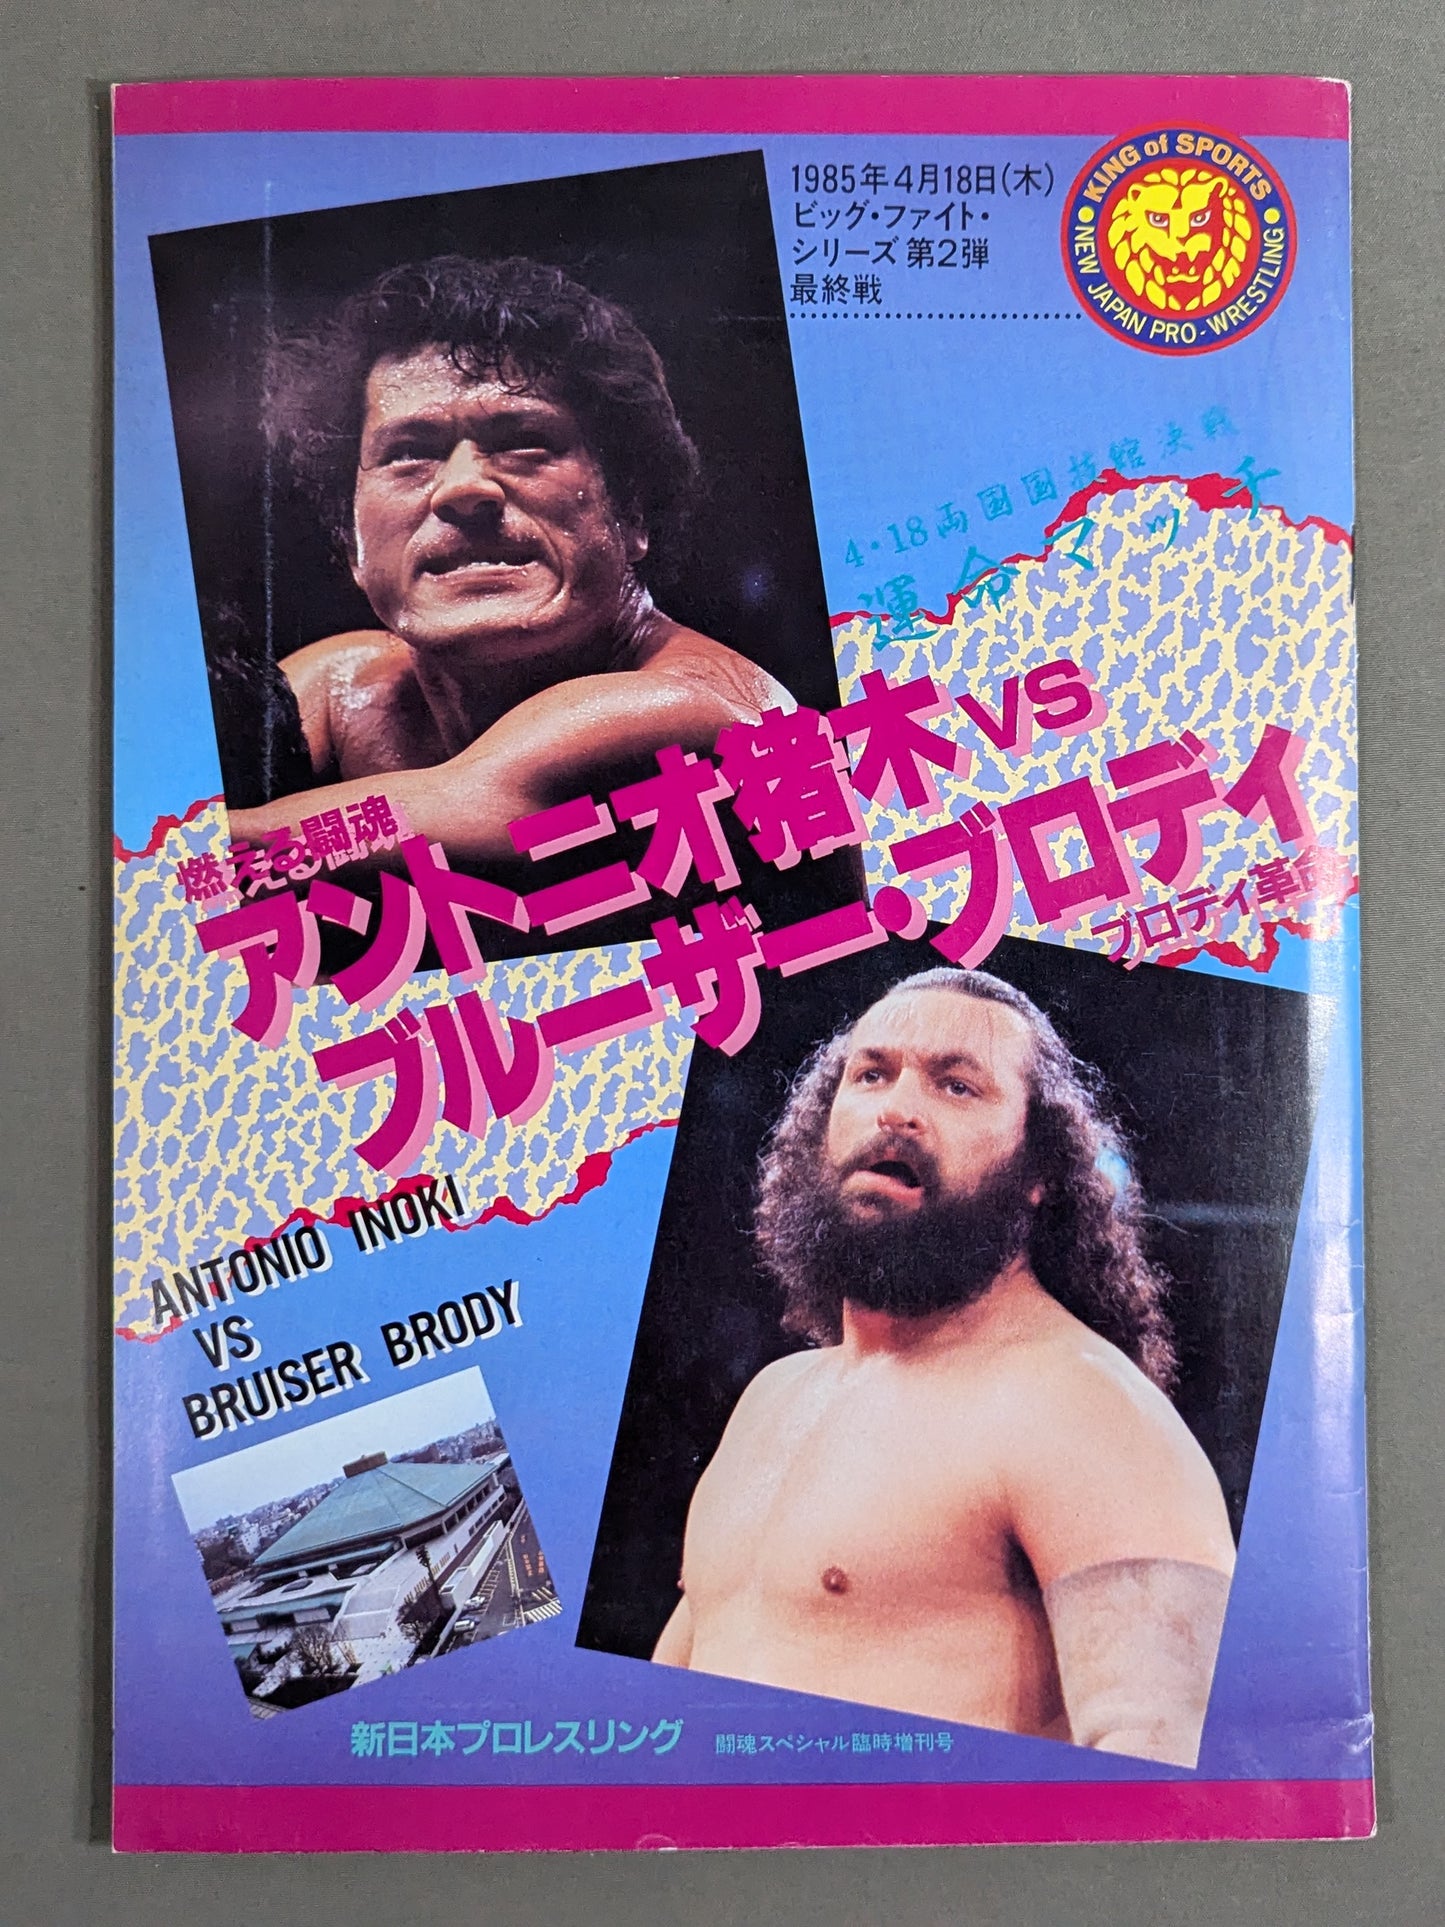 1985年4月18日(木)
ビッグ・ファイト・
シリーズ 第2弾
最終戦
KING of SPORTS
NEW JAPAN PRO-WRESTLING
4・18両国国技館決戦
運命マッチ
燃える闘魂
アントニオ猪木 VS
ブルーザー・ブロディ
ブロディ革命
ANTONIO INOKI
VS
BRUISER BRODY
新日本プロレスリング 闘魂スペシャル臨時増刊号